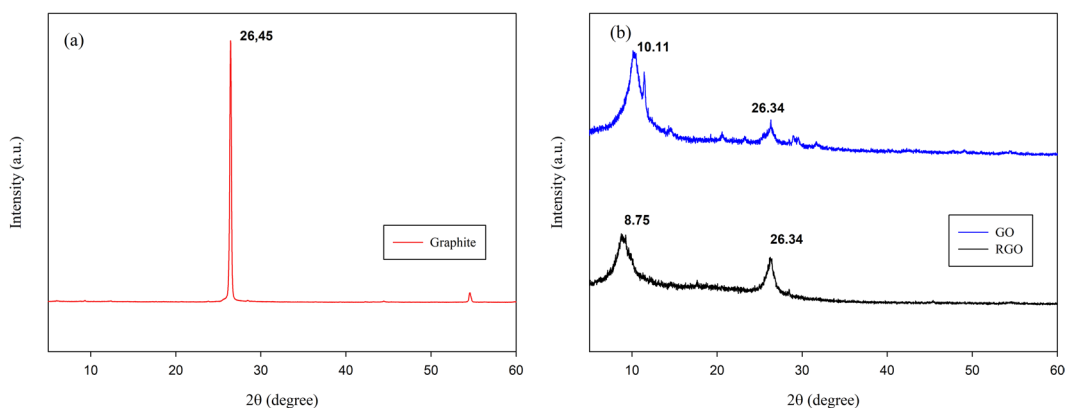 (a)
26,45
Intensity (a.u.)
Graphite
10
20
30
40
50
60
2θ (degree)
(b)
10.11
26.34
Intensity (a.u.)
8.75
26.34
GO
RGO
10
20
30
40
50
60
2θ (degree)